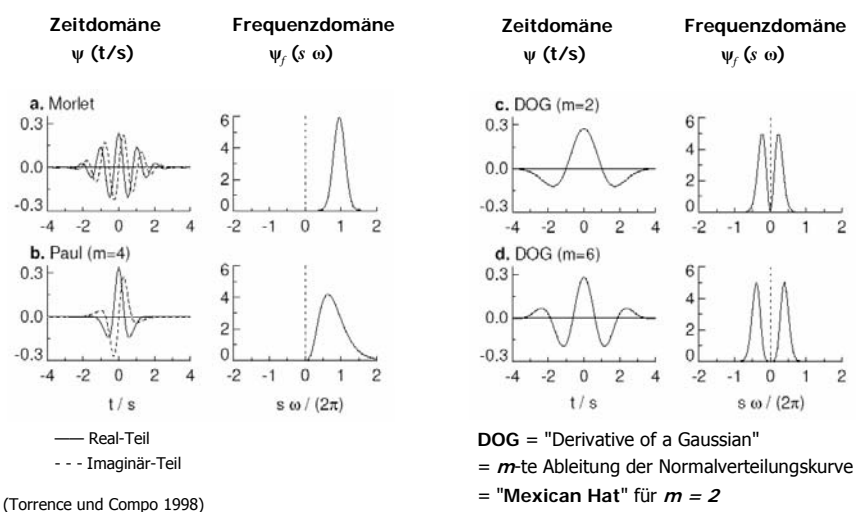 Zeitdomäne Frequenzdomäne Zeitdomäne Frequenzdomäne
ψ (t/s) ψf (s ω) ψ (t/s) ψf (s ω)
a. Morlet
0.3
0.0
-0.3
-4 -2 0 2 4
6
4
2
0
-2 -1 0 1 2
b. Paul (m=4)
0.3
0.0
-0.3
-4 -2 0 2 4
t / s
6
4
2
0
-2 -1 0 1 2
s ω / (2π)
c. DOG (m=2)
0.3
0.0
-0.3
-4 -2 0 2 4
6
4
2
0
-2 -1 0 1 2
d. DOG (m=6)
0.3
0.0
-0.3
-4 -2 0 2 4
t / s
6
4
2
0
-2 -1 0 1 2
s ω / (2π)
—— Real-Teil
- - - Imaginär-Teil
(Torrence und Compo 1998)
DOG = "Derivative of a Gaussian"
= m-te Ableitung der Normalverteilungskurve
= "Mexican Hat" für m = 2